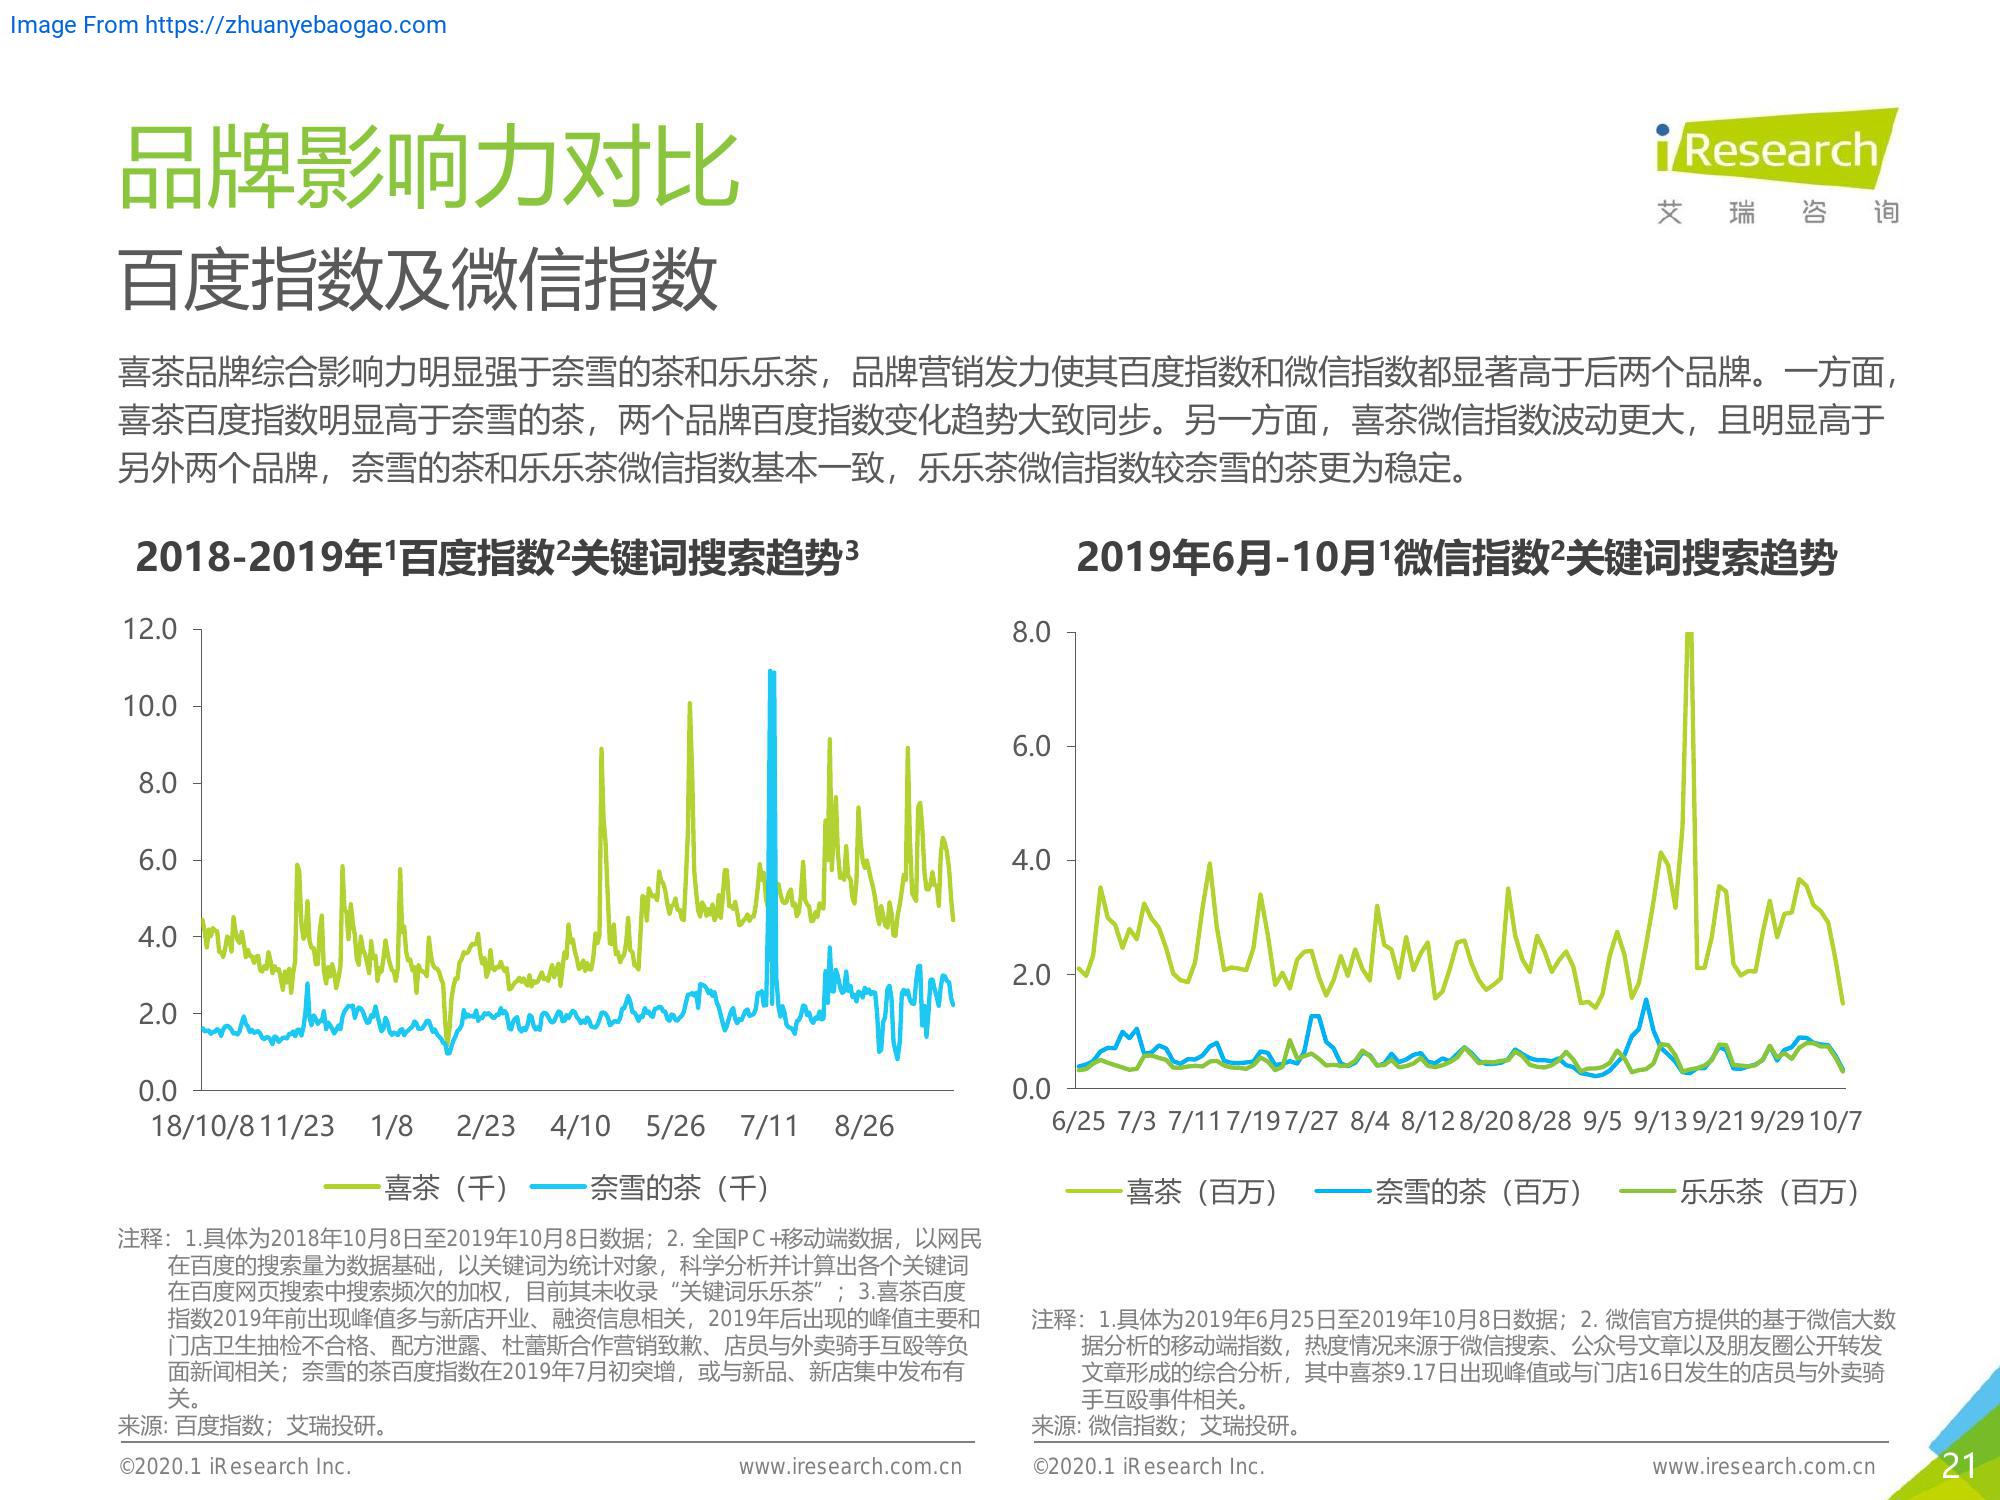 Image From https://zhuanyebaogao.com
品牌影响力对比
iResearch
艾瑞咨询
百度指数及微信指数
喜茶品牌综合影响力明显强于奈雪的茶和乐乐茶，品牌营销发力使其百度指数和微信指数都显著高于后两个品牌。一方面，
喜茶百度指数明显高于奈雪的茶，两个品牌百度指数变化趋势大致同步。另一方面，喜茶微信指数波动更大，且明显高于
另外两个品牌，奈雪的茶和乐乐茶微信指数基本一致，乐乐茶微信指数较奈雪的茶更为稳定。
2018-2019年¹百度指数²关键词搜索趋势³
12.0
10.0
8.0
6.0
4.0
2.0
0.0
18/10/8 11/23 1/8 2/23 4/10 5/26 7/11 8/26
喜茶（千） 奈雪的茶（千）
注释：1.具体为2018年10月8日至2019年10月8日数据；2. 全国PC+移动端数据，以网民
在百度的搜索量为数据基础，以关键词为统计对象，科学分析并计算出各个关键词
在百度网页搜索中搜索频次的加权，目前其未收录“关键词乐乐茶”；3.喜茶百度
指数2019年前出现峰值多与新店开业、融资信息相关，2019年后出现的峰值主要和
门店卫生抽检不合格、配方泄露、杜蕾斯合作营销致歉、店员与外卖骑手互殴等负
面新闻相关；奈雪的茶百度指数在2019年7月初突增，或与新品、新店集中发布有
关。
来源: 百度指数；艾瑞投研。
©2020.1 iResearch Inc. www.iresearch.com.cn
2019年6月-10月¹微信指数²关键词搜索趋势
8.0
6.0
4.0
2.0
0.0
6/25 7/3 7/11 7/19 7/27 8/4 8/12 8/20 8/28 9/5 9/13 9/21 9/29 10/7
喜茶（百万） 奈雪的茶（百万） 乐乐茶（百万）
注释：1.具体为2019年6月25日至2019年10月8日数据；2. 微信官方提供的基于微信大数
据分析的移动端指数，热度情况来源于微信搜索、公众号文章以及朋友圈公开转发
文章形成的综合分析，其中喜茶9.17日出现峰值或与门店16日发生的店员与外卖骑
手互殴事件相关。
来源: 微信指数；艾瑞投研。
©2020.1 iResearch Inc. www.iresearch.com.cn
21